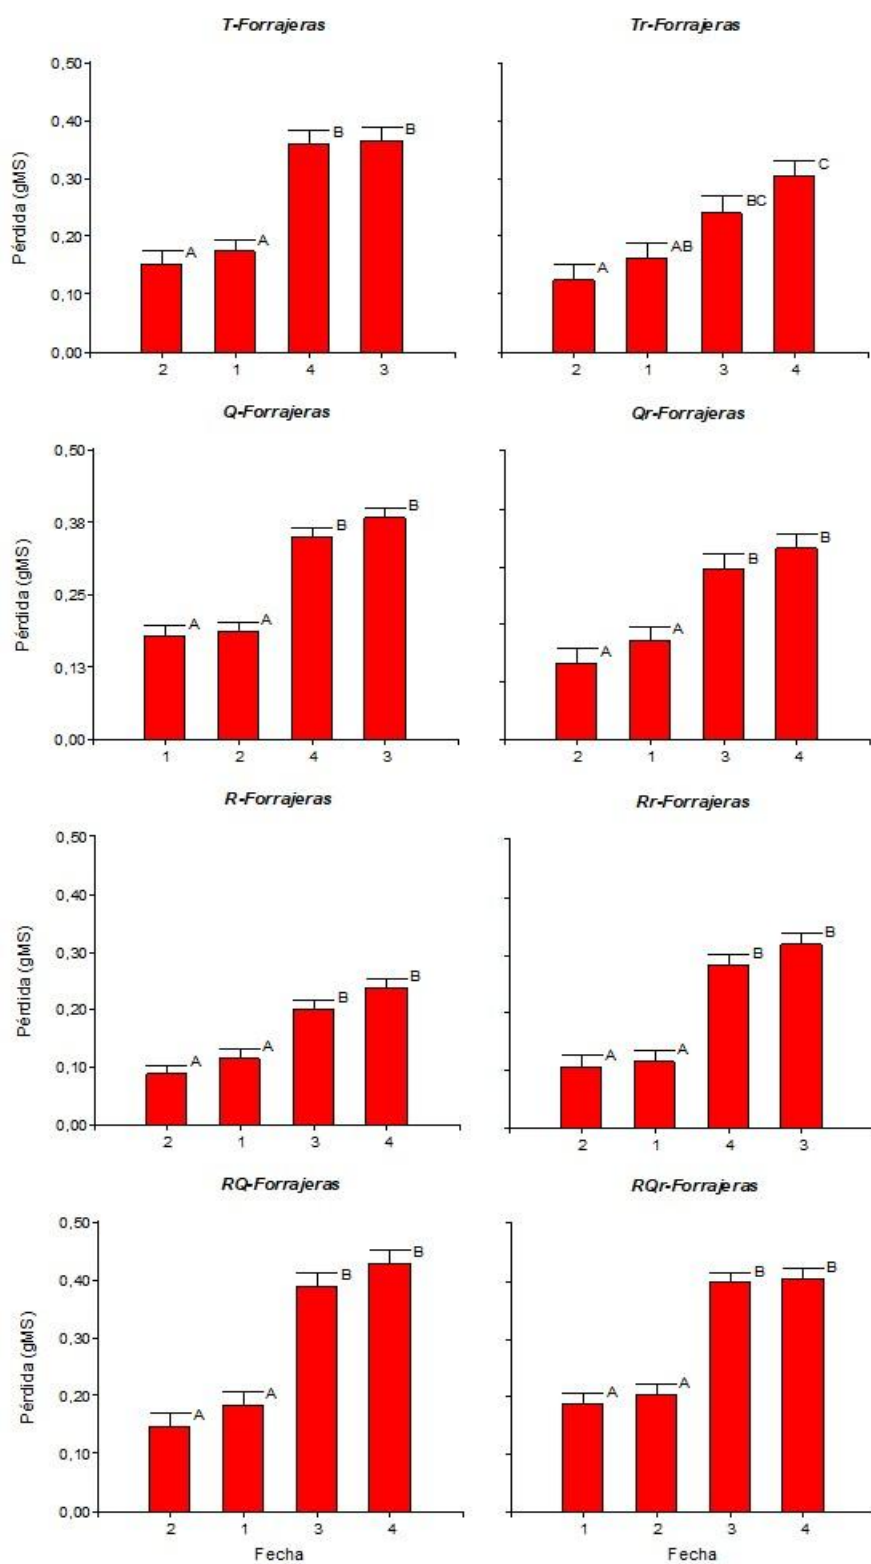 T-Forrajeras
Pérdida (gMS)
0,50
0,40
0,30
0,20
0,10
0,00
A
A
B
B
2
1
4
3
Tr-Forrajeras
A
AB
BC
C
2
1
3
4
Q-Forrajeras
Pérdida (gMS)
0,50
0,38
0,25
0,13
0,00
A
A
B
B
1
2
4
3
Qr-Forrajeras
A
A
B
B
2
1
3
4
R-Forrajeras
Pérdida (gMS)
0,50
0,40
0,30
0,20
0,10
0,00
A
A
B
B
2
1
3
4
Rr-Forrajeras
A
A
B
B
2
1
4
3
RQ-Forrajeras
Pérdida (gMS)
0,50
0,40
0,30
0,20
0,10
0,00
A
A
B
B
2
1
3
4
Fecha
RQr-Forrajeras
A
A
B
B
1
2
3
4
Fecha